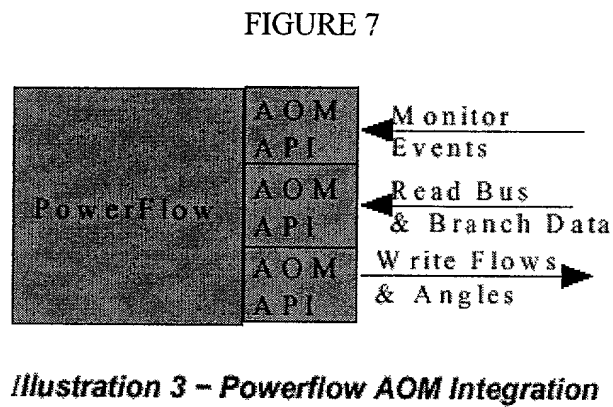 FIGURE 7
PowerFlow
AOM
API
Monitor
Events
AOM
API
Read Bus
& Branch Data
AOM
API
Write Flows
& Angles
Illustration 3 – Powerflow AOM Integration